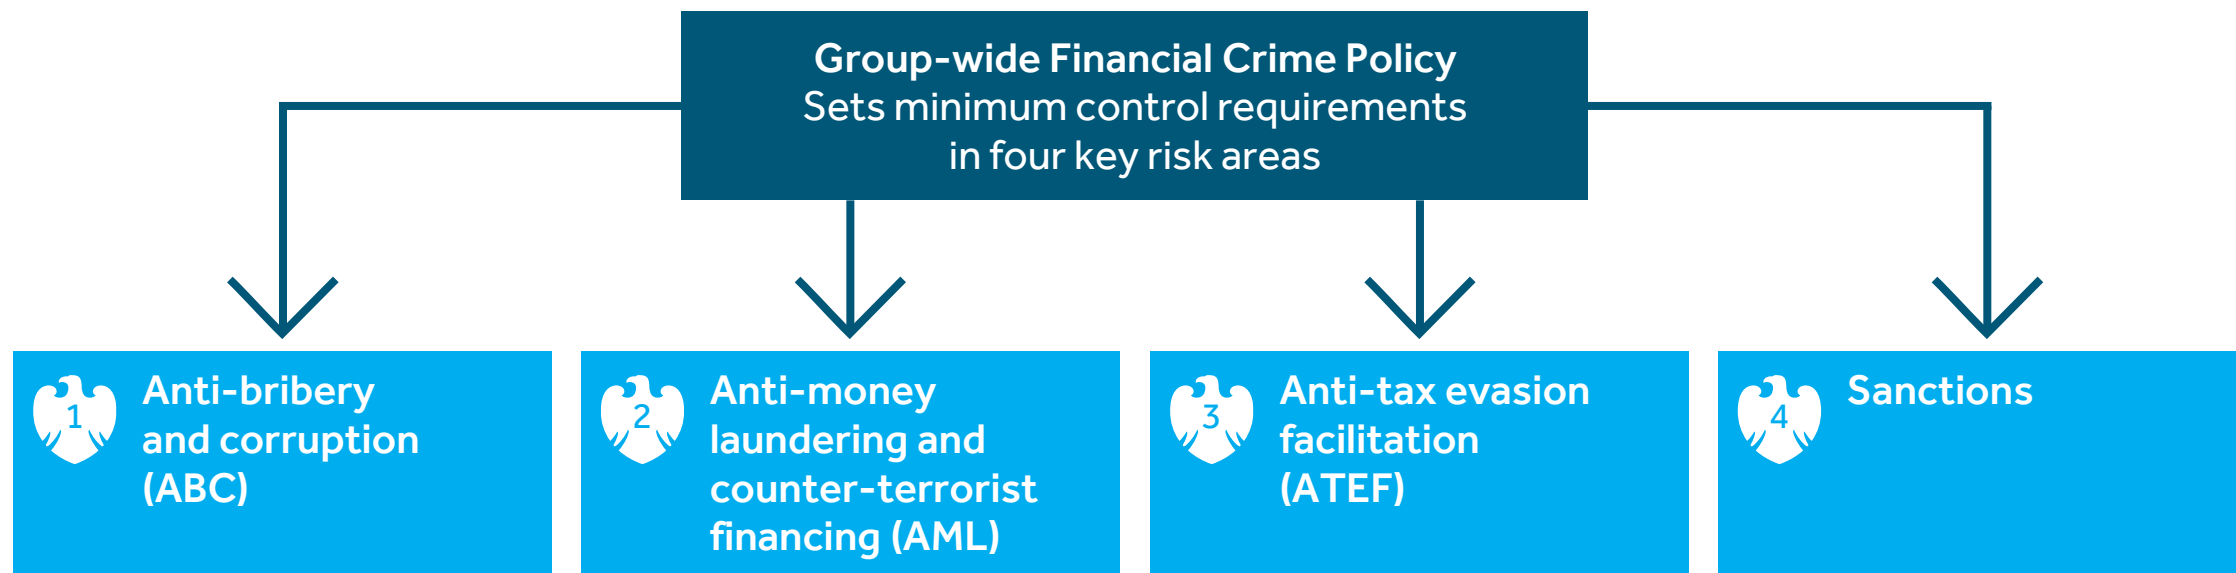 Group-wide Financial Crime Policy
Sets minimum control requirements
in four key risk areas
1
Anti-bribery
and corruption
(ABC)
2
Anti-money
laundering and
counter-terrorist
financing (AML)
3
Anti-tax evasion
facilitation
(ATEF)
4
Sanctions